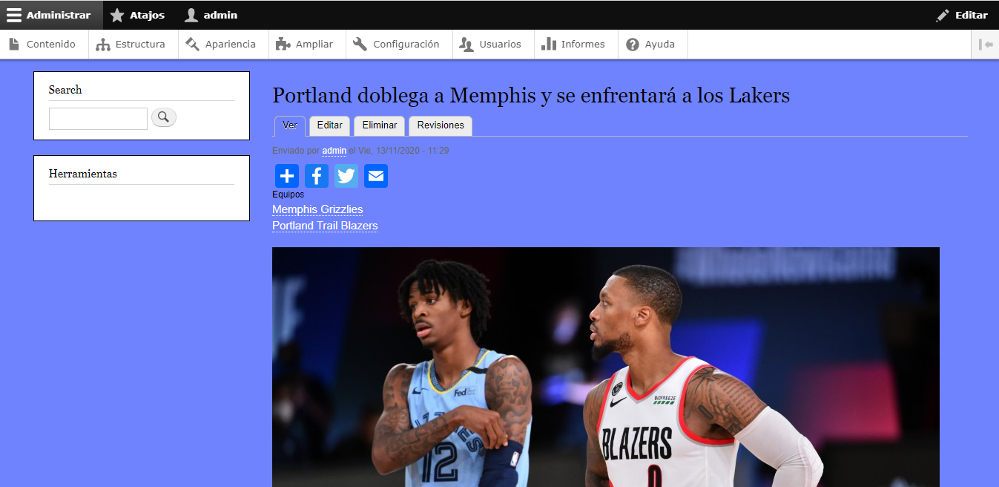 Administrar Atajos admin Editar
Contenido Estructura Apariencia Ampliar Configuración Usuarios Informes Ayuda
Search
Herramientas
Portland doblega a Memphis y se enfrentará a los Lakers
Ver Editar Eliminar Revisiones
Enviado por admin el Vie, 13/11/2020 - 11:29
Equipos
Memphis Grizzlies
Portland Trail Blazers
FedEx
12
BIOFREEZE
BLAZERS
0